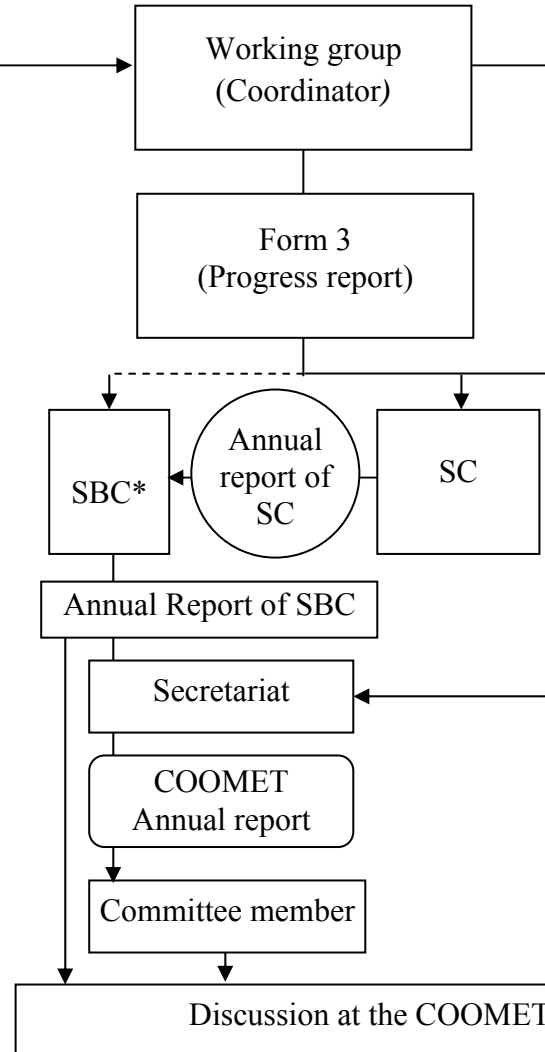 Working group
(Coordinator)
Form 3
(Progress report)
SBC*
Annual
report of
SC
SC
Annual Report of SBC
Secretariat
COOMET
Annual report
Committee member
Discussion at the COOMET